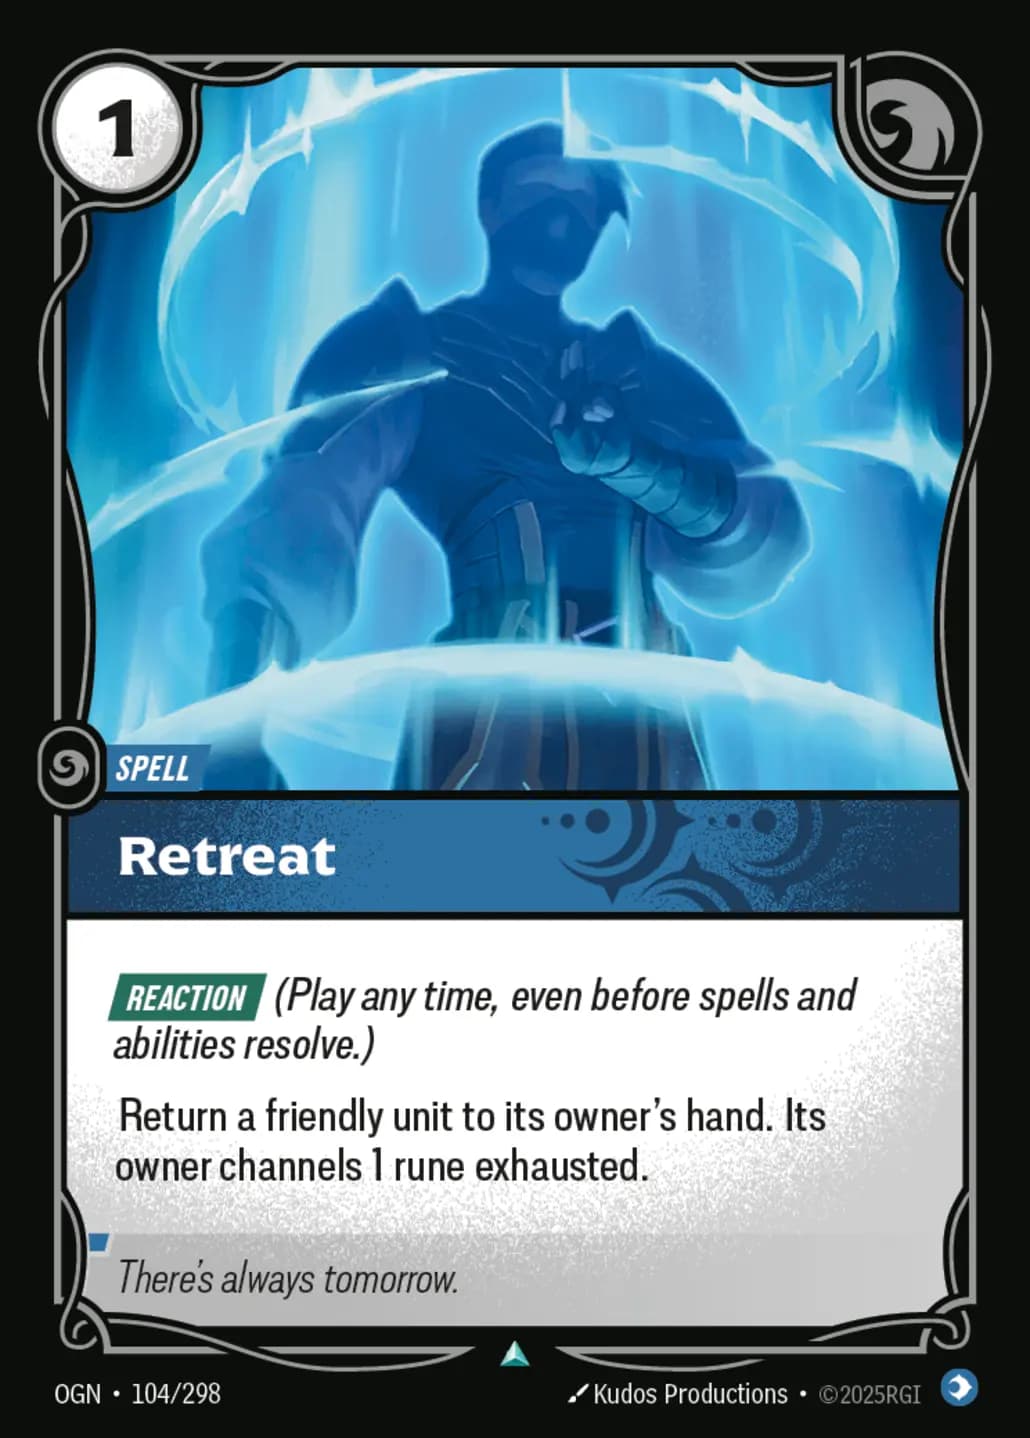 1
SPELL
Retreat
REACTION (Play any time, even before spells and
abilities resolve.)
Return a friendly unit to its owner's hand. Its
owner channels 1 rune exhausted.
There's always tomorrow.
OGN • 104/298
Kudos Productions • ©2025RGI